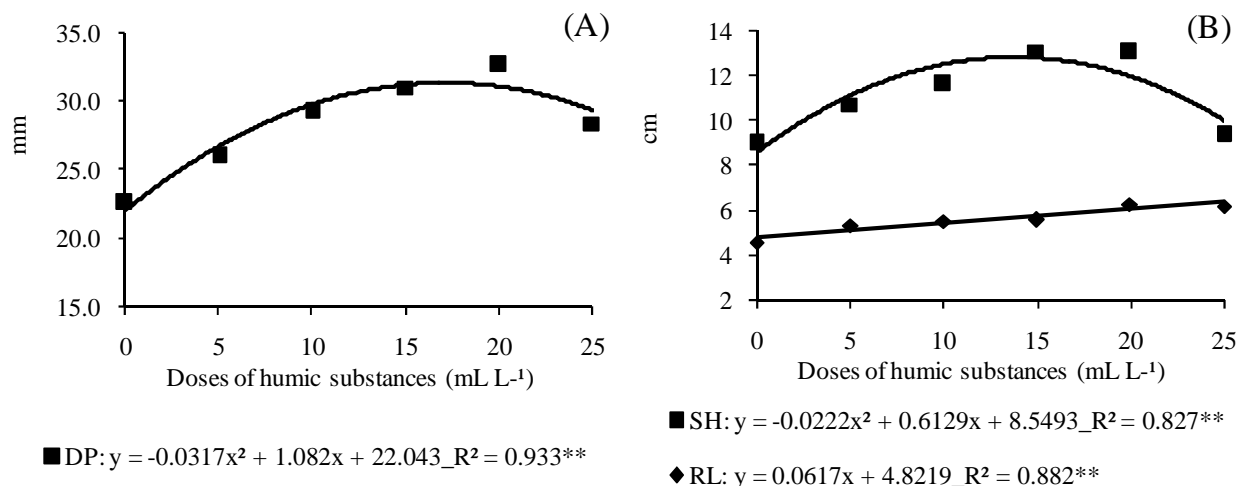 (A)
35.0
30.0
25.0
20.0
15.0
mm
0 5 10 15 20 25
Doses of humic substances (mL L-¹)
DP: y = -0.0317x² + 1.082x + 22.043_R² = 0.933**
(B)
14
12
10
8
6
4
2
cm
0 5 10 15 20 25
Doses of humic substances (mL L-¹)
SH: y = -0.0222x² + 0.6129x + 8.5493_R² = 0.827**
RL: y = 0.0617x + 4.8219_R² = 0.882**